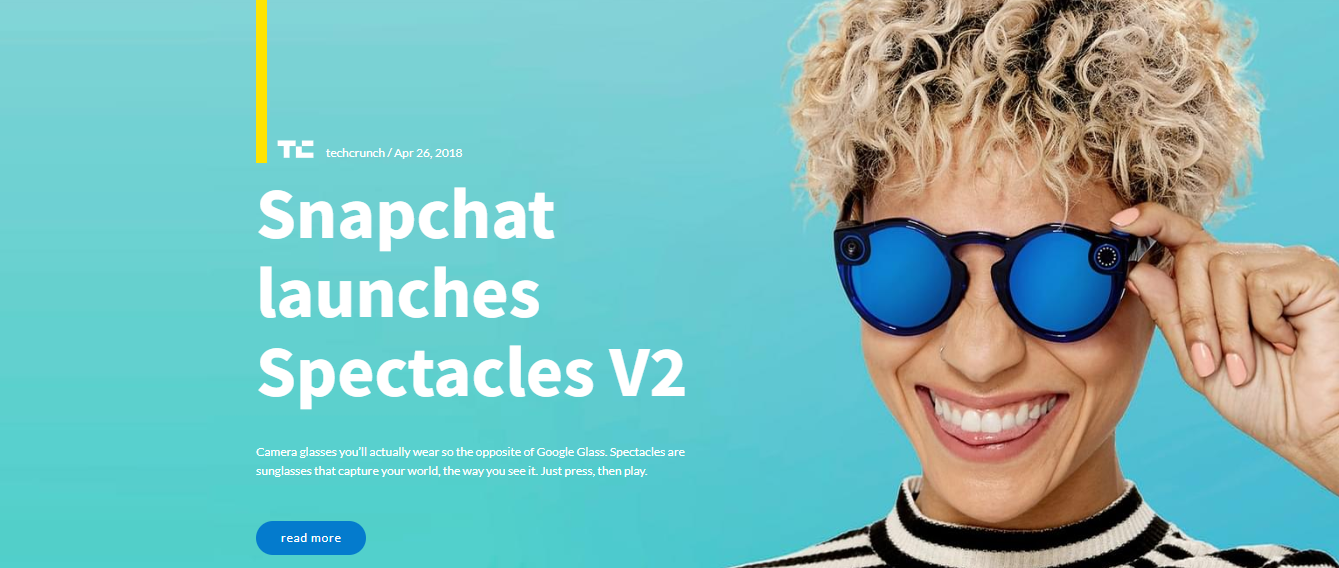 TC techcrunch / Apr 26, 2018
Snapchat
launches
Spectacles V2
Camera glasses you'll actually wear so the opposite of Google Glass. Spectacles are
sunglasses that capture your world, the way you see it. Just press, then play.
read more